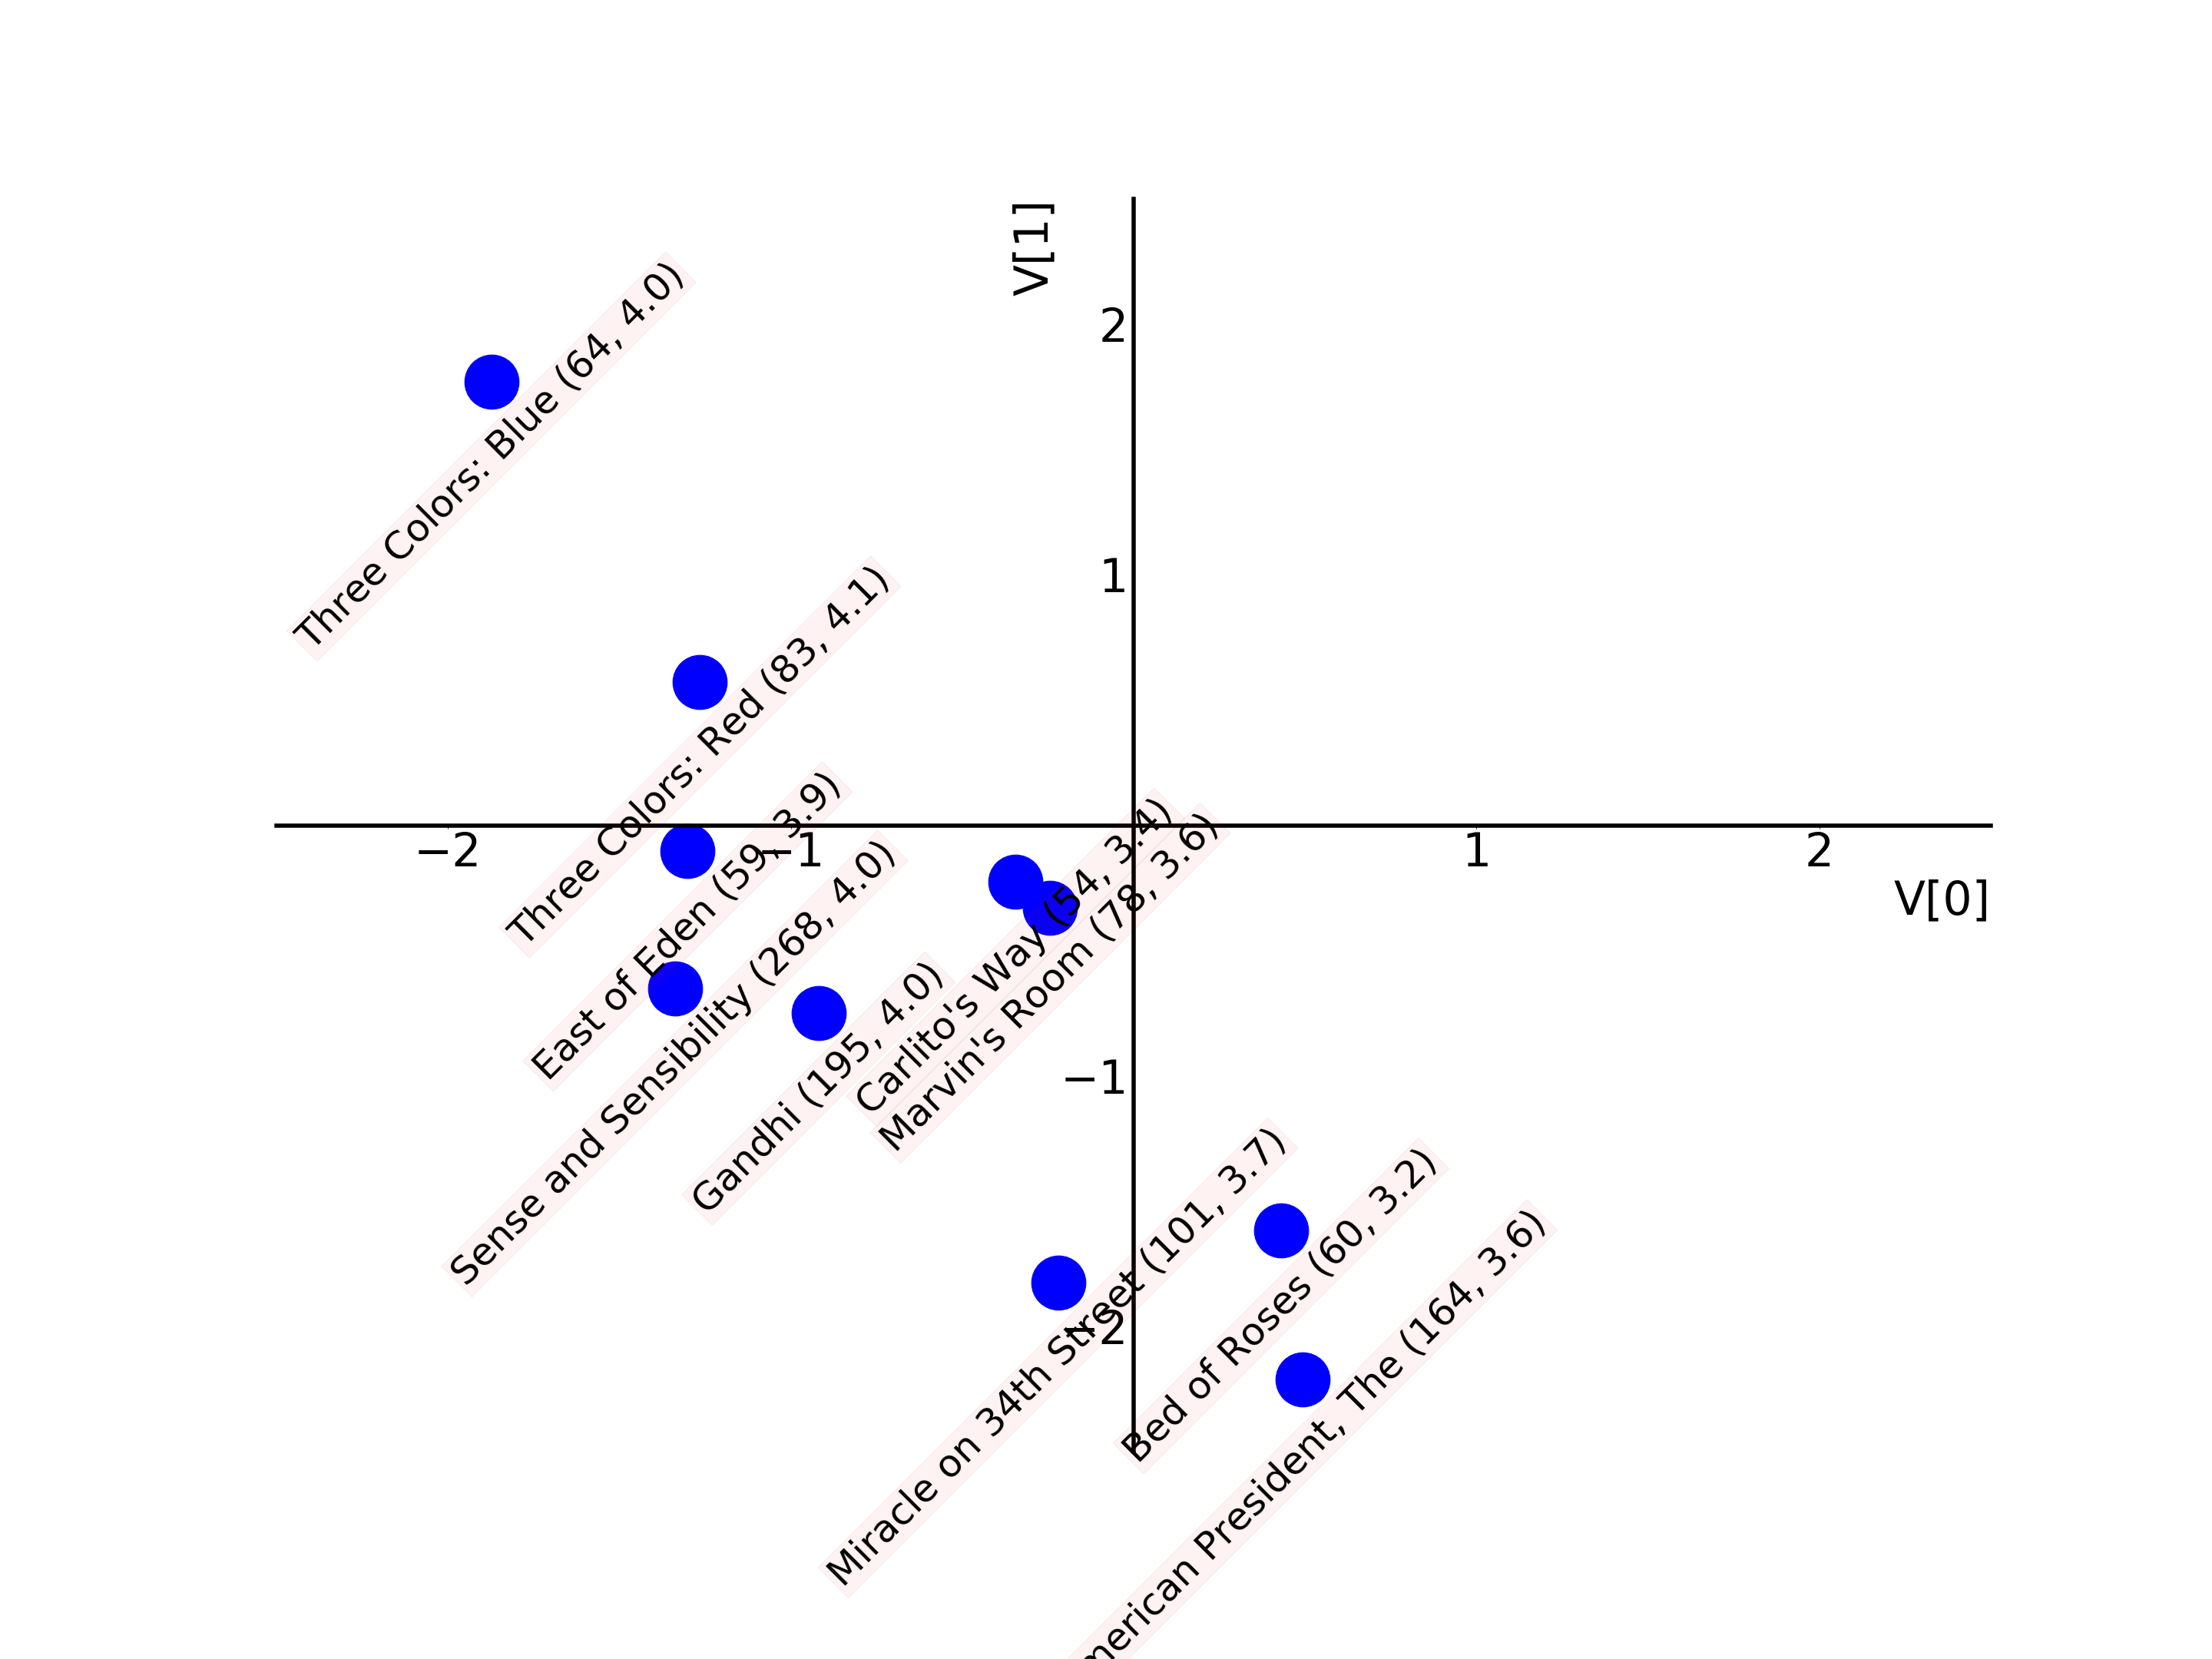 V[1]
2
Three Colors: Blue (64, 4.0)
1
Three Colors: Red (83, 4.1)
East of Eden (59, 3.9)
−2
−1
1
2
V[0]
Sense and Sensibility (268, 4.0)
Gandhi (195, 4.0)
Carlito's Way (54, 3.4)
Marvin's Room (78, 3.6)
−1
Miracle on 34th Street (101, 3.7)
−2
Bed of Roses (60, 3.2)
merican President, The (164, 3.6)